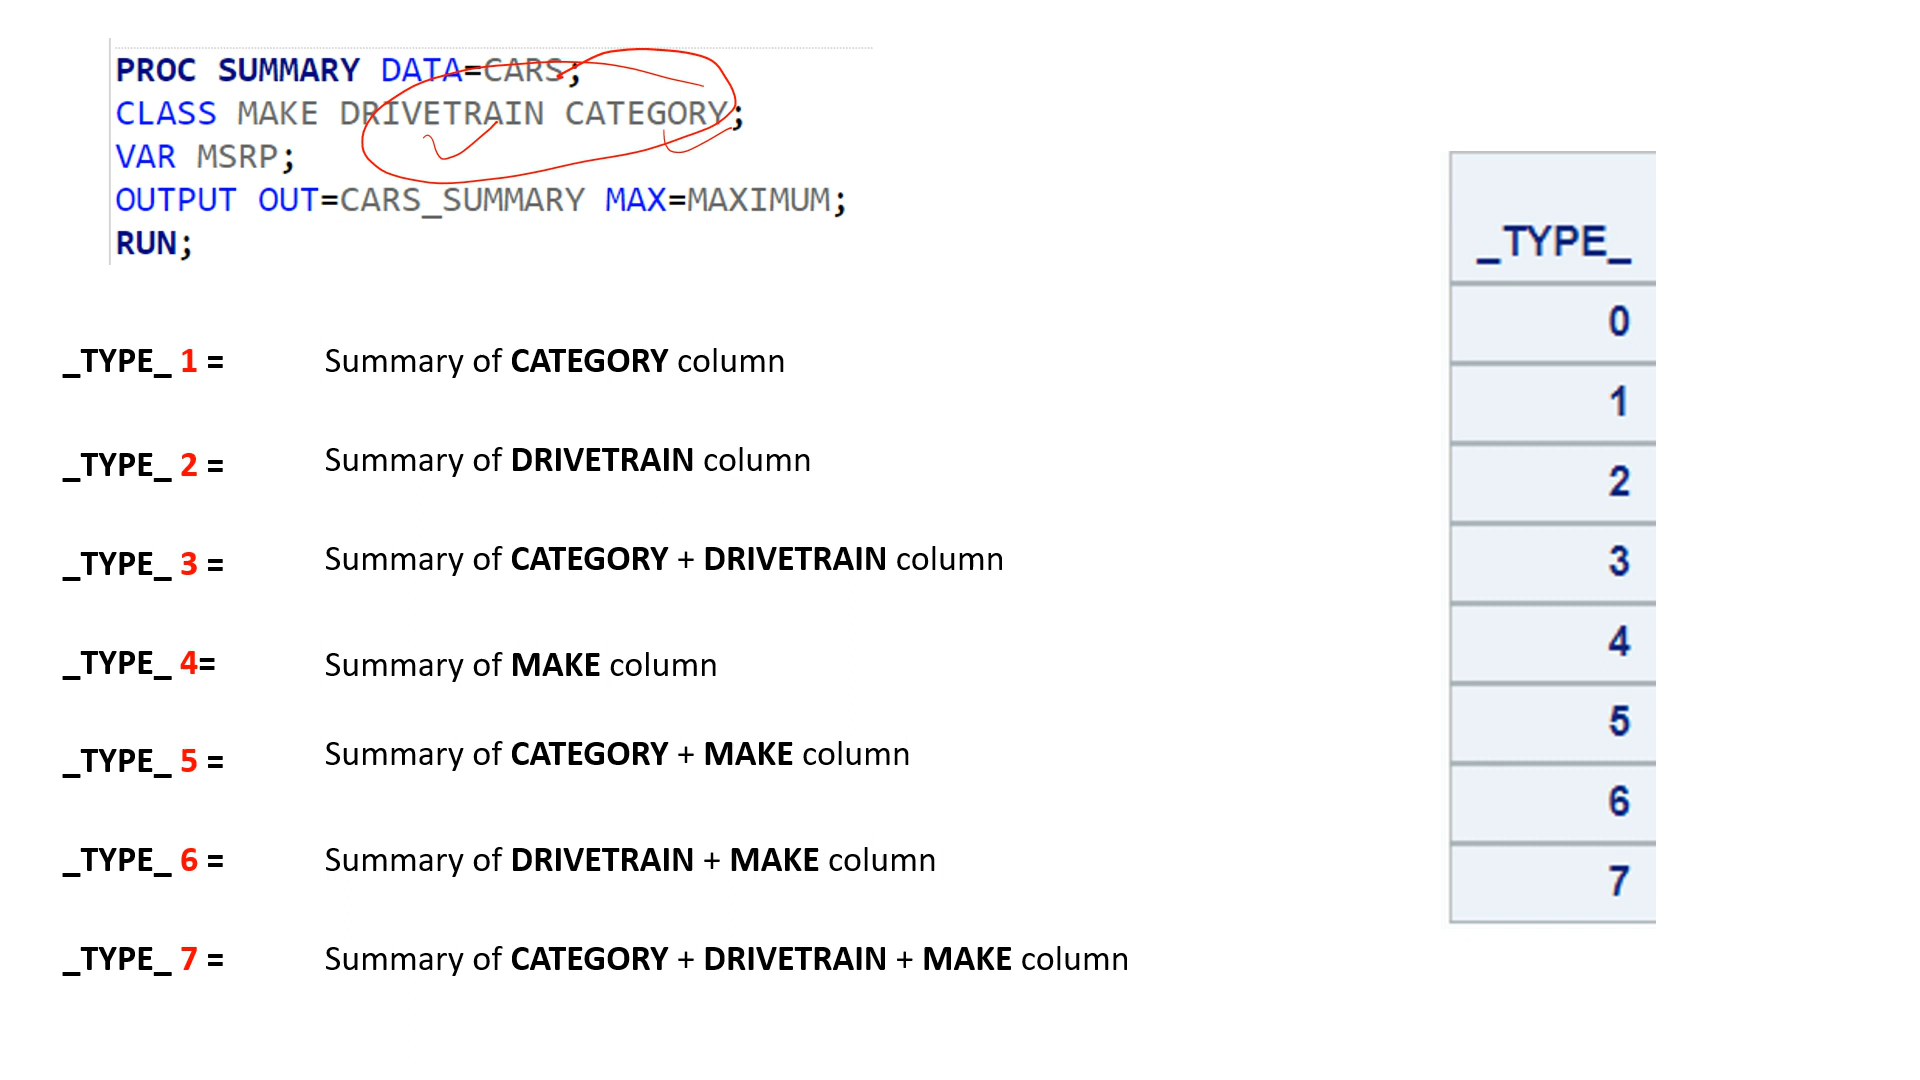 PROC SUMMARY DATA=CARS;
CLASS MAKE DRIVETRAIN CATEGORY;
VAR MSRP;
OUTPUT OUT=CARS_SUMMARY MAX=MAXIMUM;
RUN;
_TYPE_ 1 = Summary of CATEGORY column
_TYPE_ 2 = Summary of DRIVETRAIN column
_TYPE_ 3 = Summary of CATEGORY + DRIVETRAIN column
_TYPE_ 4= Summary of MAKE column
_TYPE_ 5 = Summary of CATEGORY + MAKE column
_TYPE_ 6 = Summary of DRIVETRAIN + MAKE column
_TYPE_ 7 = Summary of CATEGORY + DRIVETRAIN + MAKE column
_TYPE_
0
1
2
3
4
5
6
7